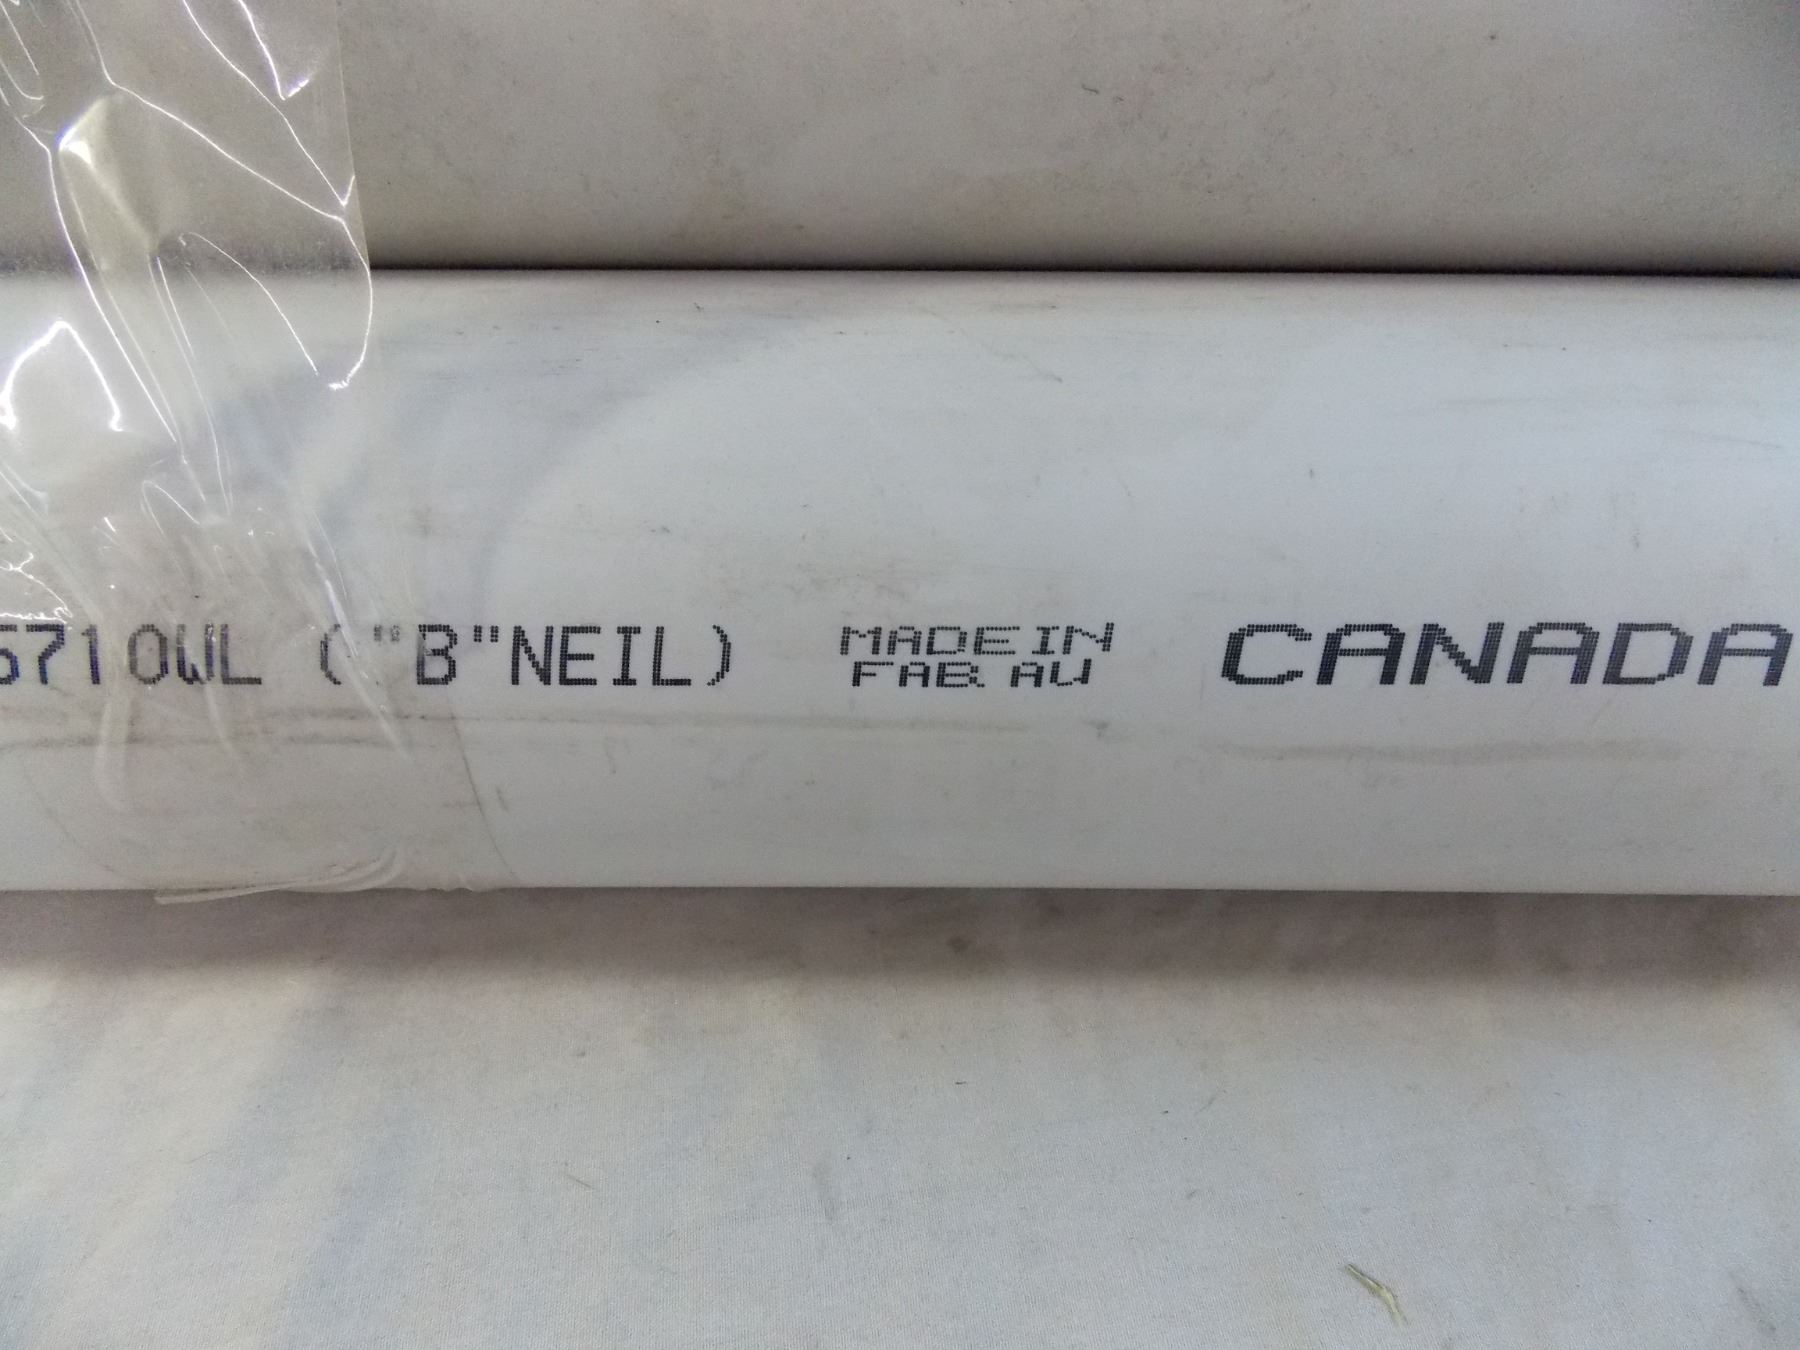 5710WL ("B"NEIL) MADE IN CANADA
FAB. AU